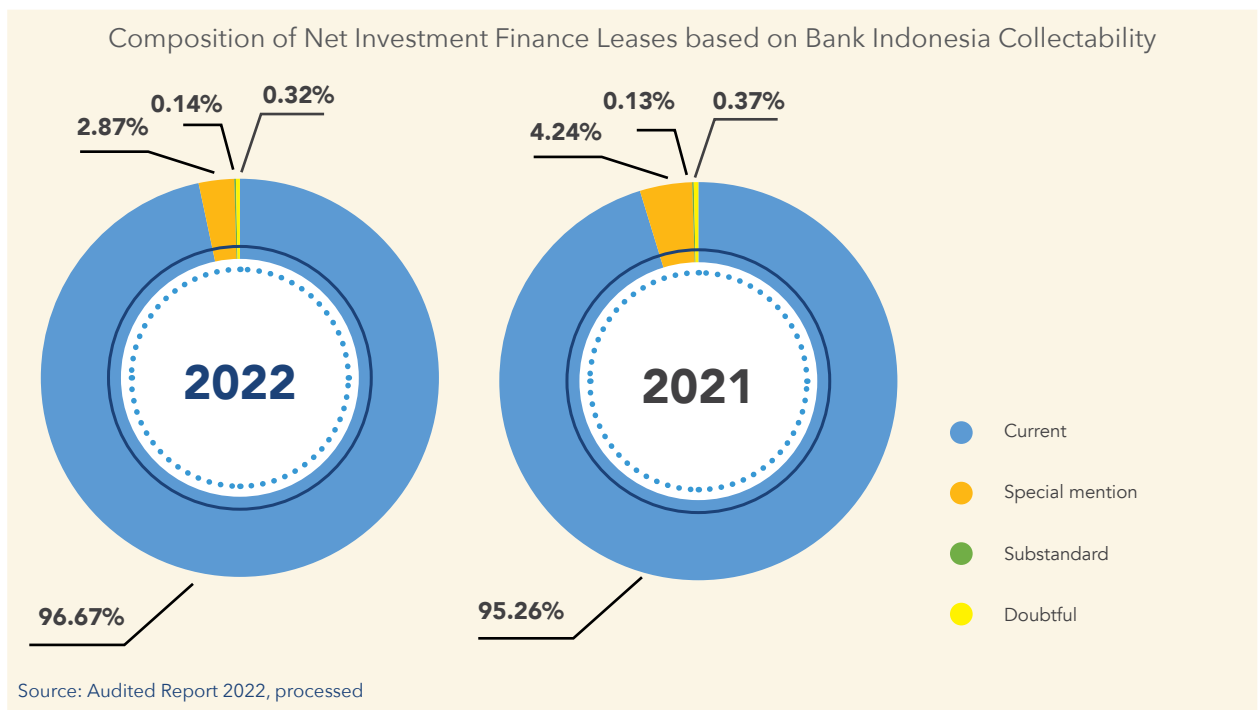 Composition of Net Investment Finance Leases based on Bank Indonesia Collectability
0.14%
0.32%
2.87%
2022
96.67%
0.13%
0.37%
4.24%
2021
95.26%
Current
Special mention
Substandard
Doubtful
Source: Audited Report 2022, processed